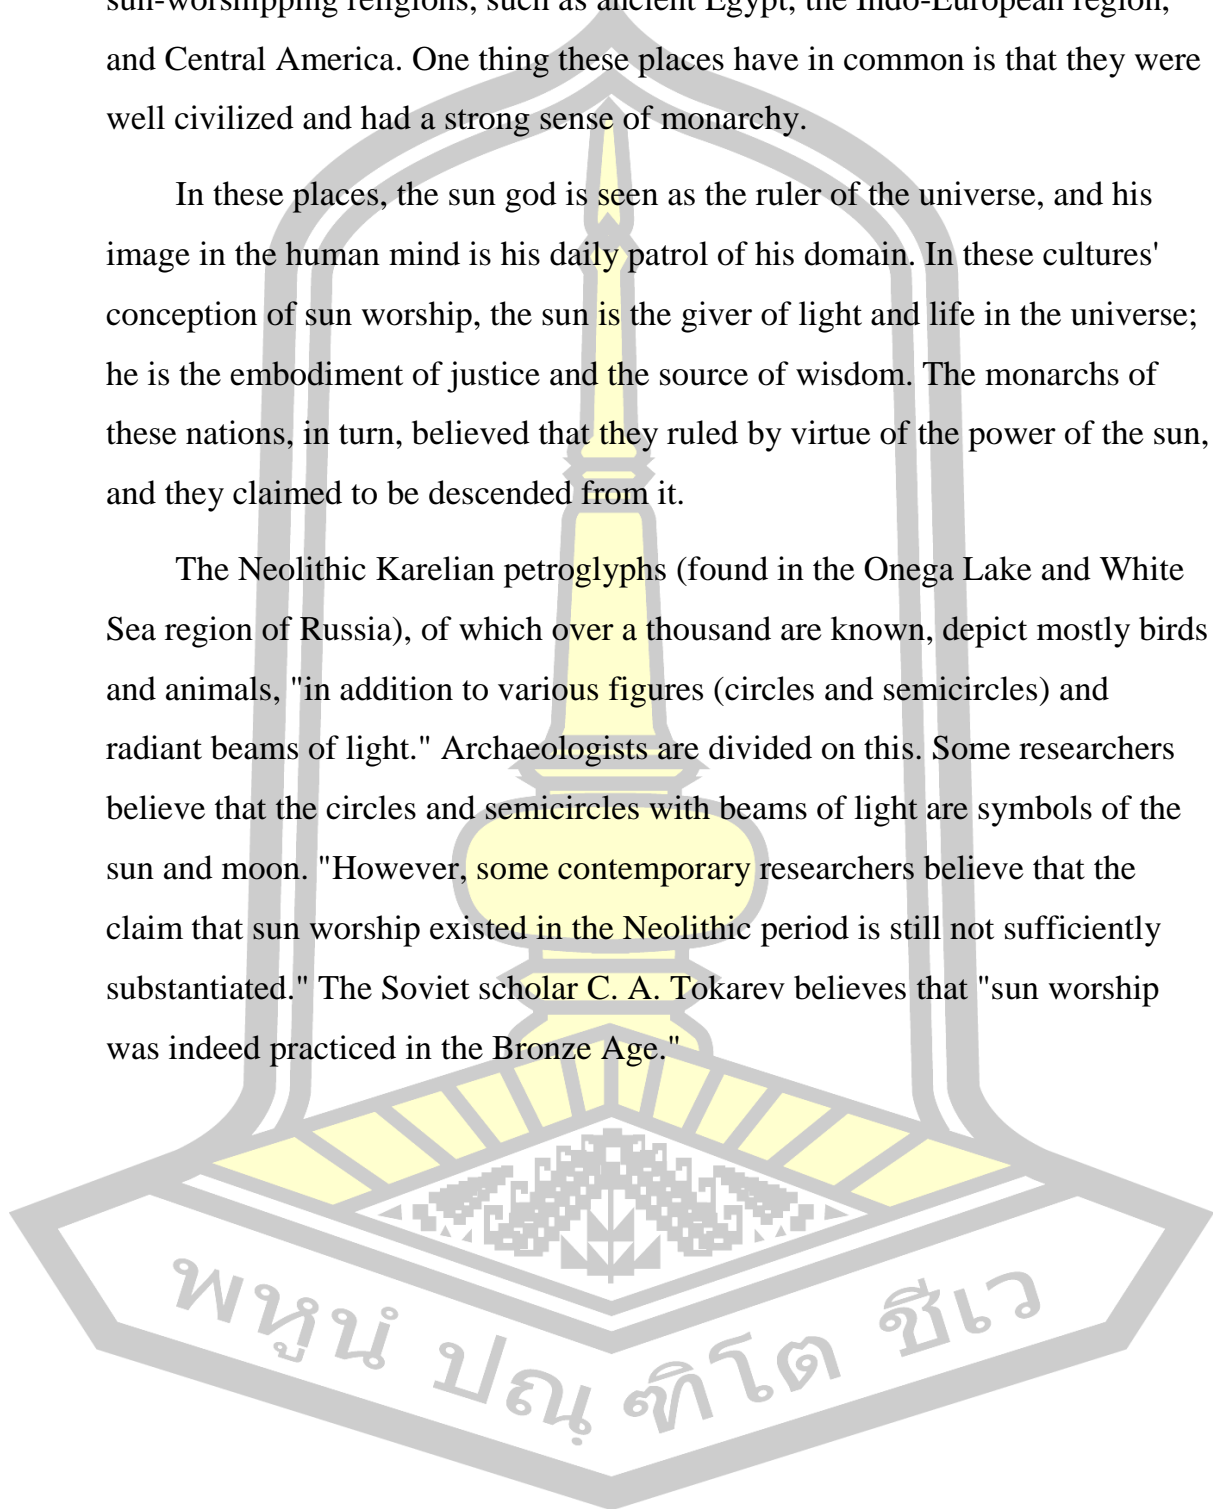 sun-worshipping religions, such as ancient Egypt, the Indo-European region,
and Central America. One thing these places have in common is that they were
well civilized and had a strong sense of monarchy.
In these places, the sun god is seen as the ruler of the universe, and his
image in the human mind is his daily patrol of his domain. In these cultures'
conception of sun worship, the sun is the giver of light and life in the universe;
he is the embodiment of justice and the source of wisdom. The monarchs of
these nations, in turn, believed that they ruled by virtue of the power of the sun,
and they claimed to be descended from it.
The Neolithic Karelian petroglyphs (found in the Onega Lake and White
Sea region of Russia), of which over a thousand are known, depict mostly birds
and animals, "in addition to various figures (circles and semicircles) and
radiant beams of light." Archaeologists are divided on this. Some researchers
believe that the circles and semicircles with beams of light are symbols of the
sun and moon. "However, some contemporary researchers believe that the
claim that sun worship existed in the Neolithic period is still not sufficiently
substantiated." The Soviet scholar C. A. Tokarev believes that "sun worship
was indeed practiced in the Bronze Age."
พหูนํ ปณฺฑิโต ชีเว